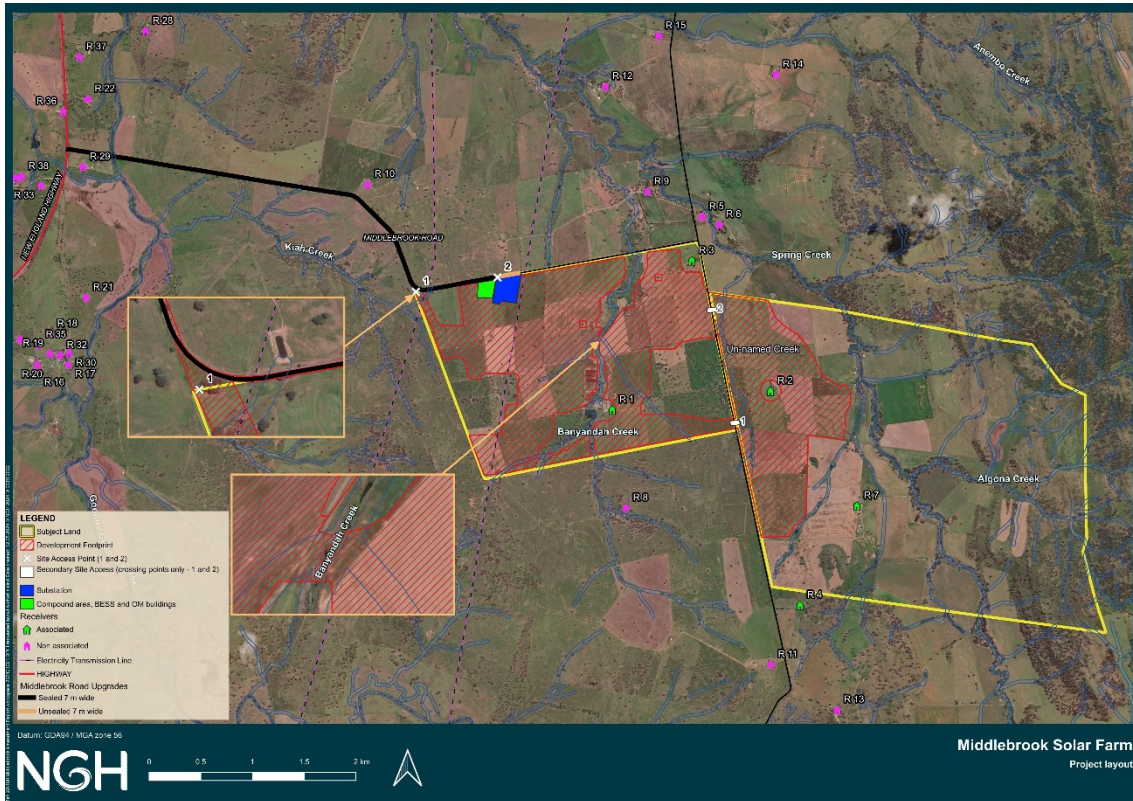 R 28
R 37
R 22
R 36
R 29
R 38
R 33
R 10
R 15
R 12
R 14
Anembo Creek
NEW ENGLAND HIGHWAY
MIDDLEBROOK ROAD
Kiah Creek
R 9
R 5
R 6
R 3
Spring Creek
1
2
R 21
R 18
R 35
R 19
R 32
R 30
R 20
R 16
R 17
1
2
Un-named Creek
R 2
R 1
Banyandah Creek
1
Algona Creek
R 7
R 8
Banyandah Creek
R 4
R 11
R 13
LEGEND
Subject Land
Development Footprint
Site Access Point (1 and 2)
Secondary Site Access (crossing points only - 1 and 2)
Substation
Compound area, BESS and OM buildings
Receivers
Associated
Non associated
Electricity Transmission Line
HIGHWAY
Middlebrook Road Upgrades
Sealed 7 m wide
Unsealed 7 m wide
Datum: GDA94 / MGA zone 56
NGH
0 0.5 1 1.5 2 km
Middlebrook Solar Farm
Project layout